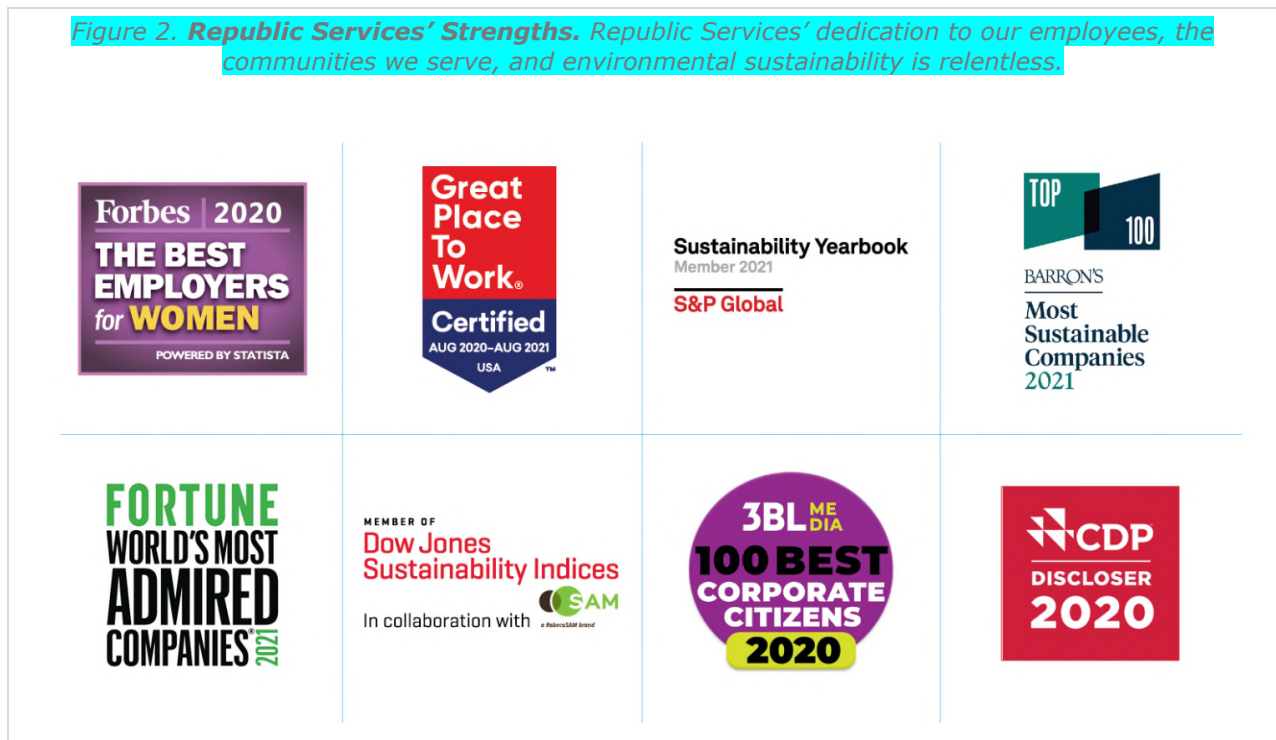 Figure 2. Republic Services’ Strengths. Republic Services’ dedication to our employees, the
communities we serve, and environmental sustainability is relentless.
Forbes 2020
THE BEST
EMPLOYERS
for WOMEN
POWERED BY STATISTA
Great
Place
To
Work®
Certified
AUG 2020–AUG 2021
USA
TM
Sustainability Yearbook
Member 2021
S&P Global
TOP
100
BARRON'S
Most
Sustainable
Companies
2021
FORTUNE
WORLD'S MOST
ADMIRED
COMPANIES® 2021
MEMBER OF
Dow Jones
Sustainability Indices
In collaboration with SAM
a RobecoSAM brand
3BL MEDIA
100 BEST
CORPORATE
CITIZENS
2020
CDP
DISCLOSER
2020